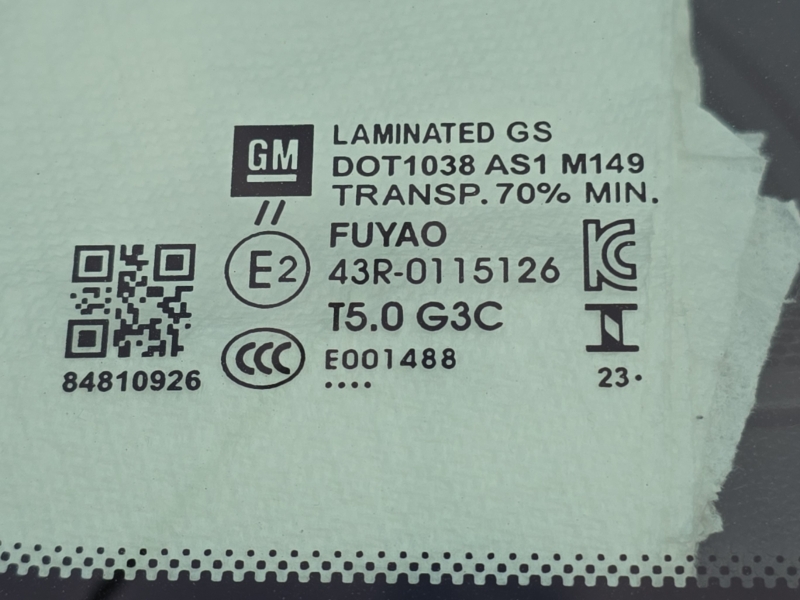 GM
LAMINATED GS
DOT1038 AS1 M149
TRANSP. 70% MIN.
//
FUYAO
E2
43R-0115126
T5.0 G3C
CCC
E001488
....
KC
23.
84810926